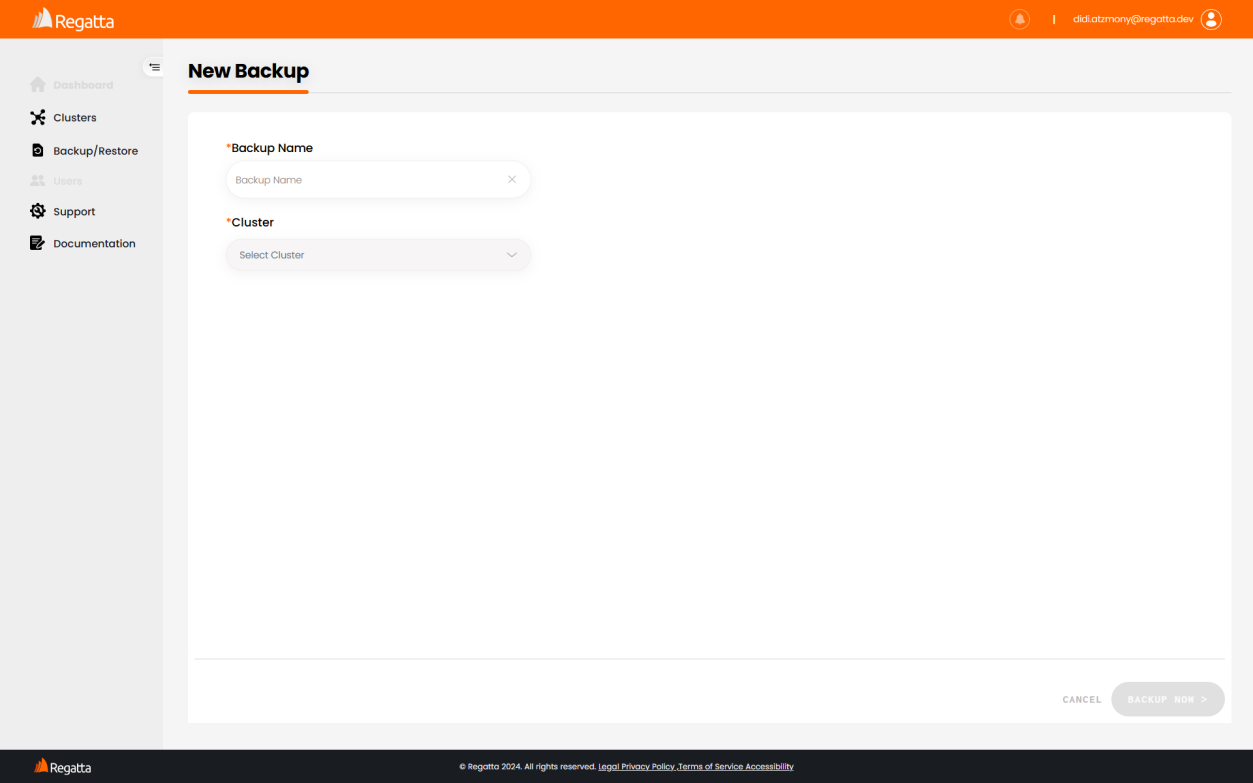 Regatta
| didi.atzmony@regatta.dev
New Backup
Dashboard
Clusters
Backup/Restore
Users
Support
Documentation
*Backup Name
Backup Name
*Cluster
Select Cluster
CANCEL
BACKUP NOW >
Regatta
© Regatta 2024. All rights reserved. Legal Privacy Policy ,Terms of Service Accessibility